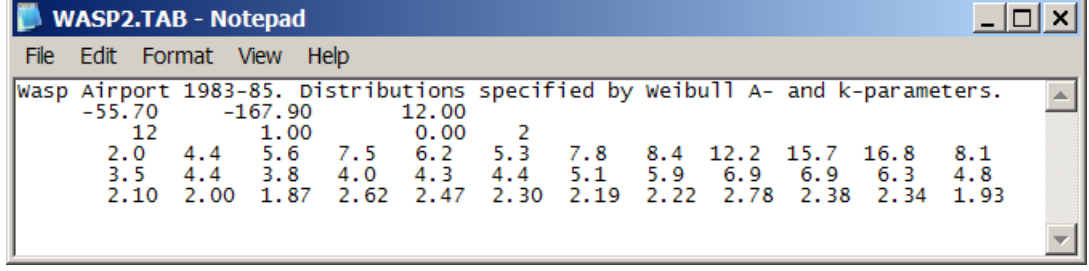 WASP2.TAB - Notepad
File Edit Format View Help
Wasp Airport 1983-85. Distributions specified by Weibull A- and k-parameters.
-55.70 -167.90 12.00
12 1.00 0.00 2
2.0 4.4 5.6 7.5 6.2 5.3 7.8 8.4 12.2 15.7 16.8 8.1
3.5 4.4 3.8 4.0 4.3 4.4 5.1 5.9 6.9 6.9 6.3 4.8
2.10 2.00 1.87 2.62 2.47 2.30 2.19 2.22 2.78 2.38 2.34 1.93